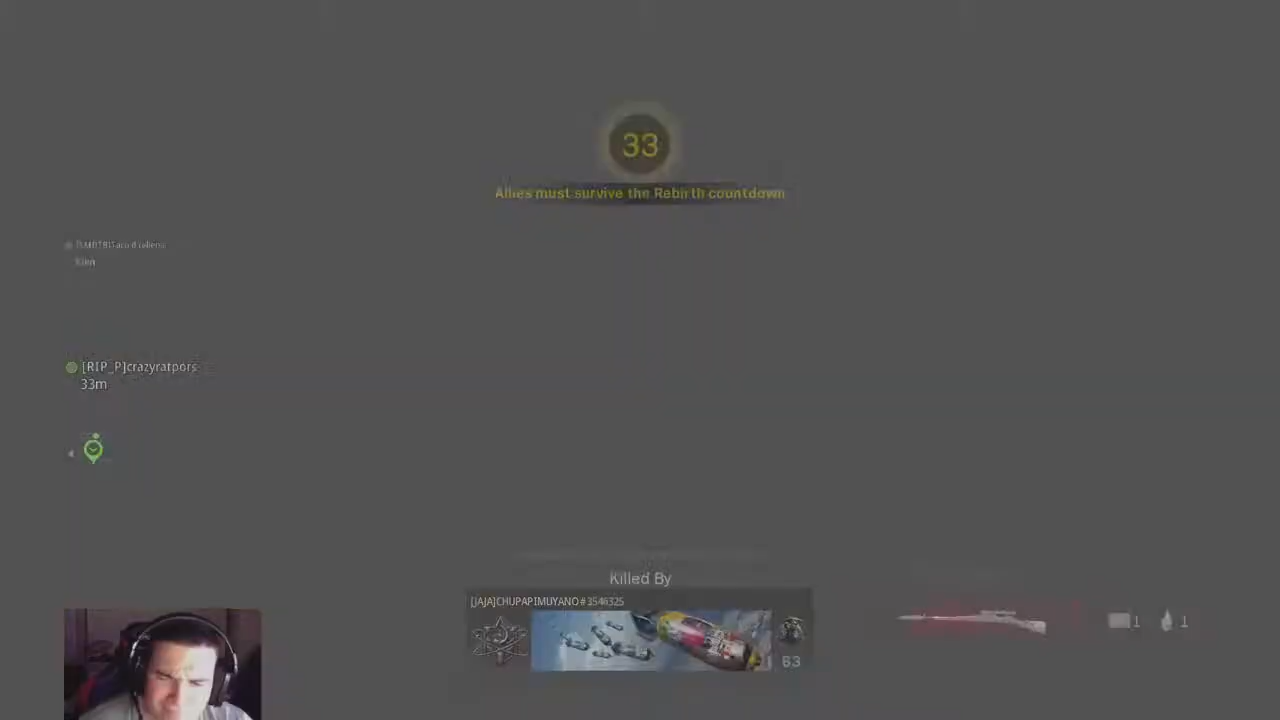 33
Allies must survive the Rebirth countdown
[RIP_P]crazyratpors
33m
Killed By
[JAJA]CHUPAPIMUYANO#3546325
63
1
1